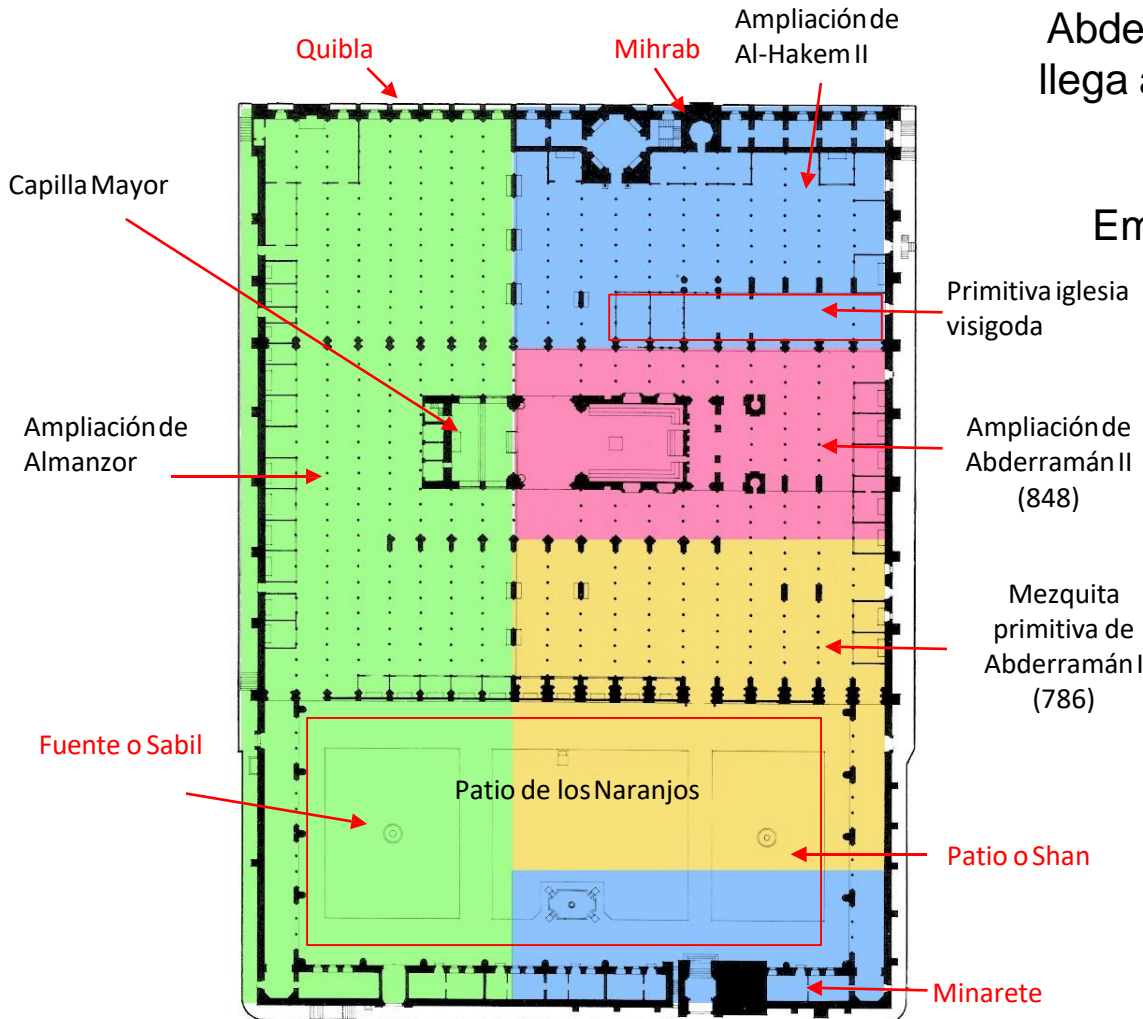 Ampliación de
Al-Hakem II
Quibla
Mihrab
Abde
llega a
Em
Capilla Mayor
Primitiva iglesia
visigoda
Ampliación de
Almanzor
Ampliación de
Abderramán II
(848)
Mezquita
primitiva de
Abderramán I
(786)
Fuente o Sabil
Patio de los Naranjos
Patio o Shan
Minarete